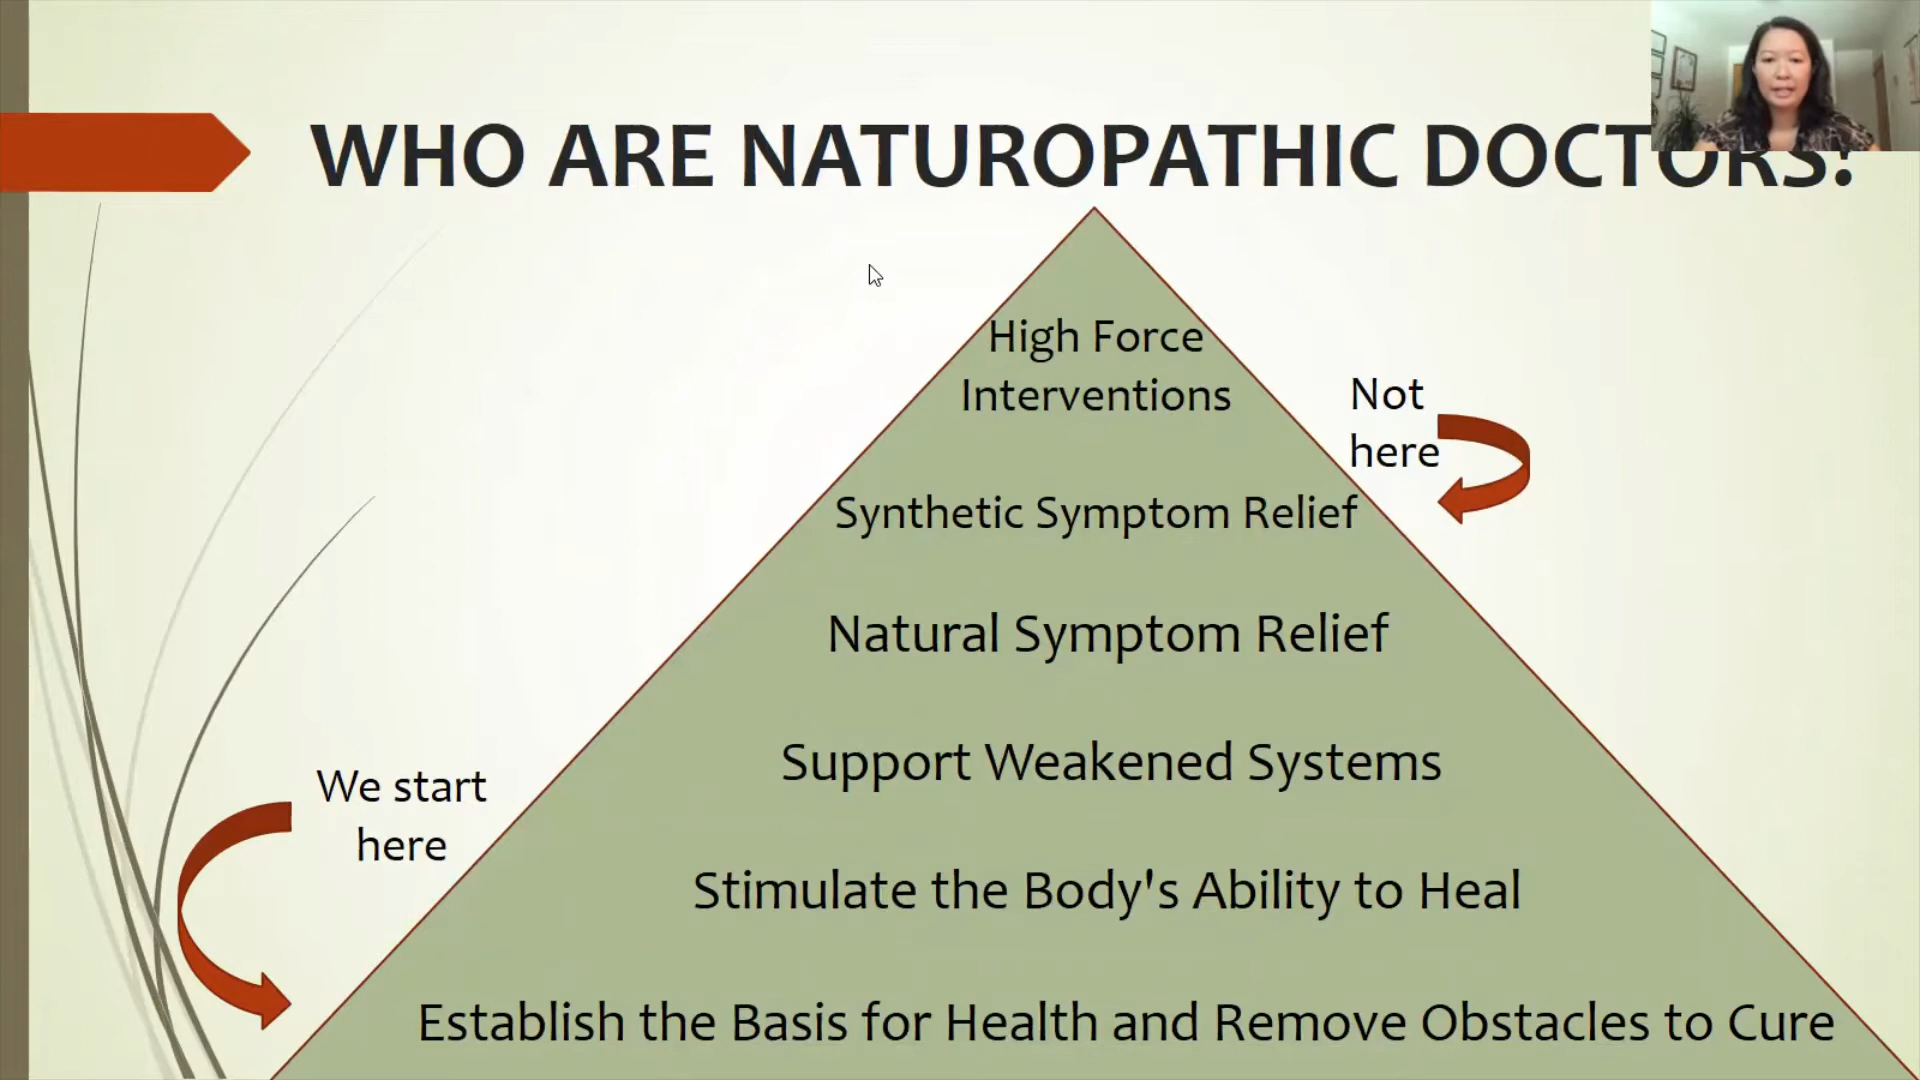 WHO ARE NATUROPATHIC DOCTORS?
High Force
Interventions
Not
here
Synthetic Symptom Relief
Natural Symptom Relief
Support Weakened Systems
We start
here
Stimulate the Body's Ability to Heal
Establish the Basis for Health and Remove Obstacles to Cure